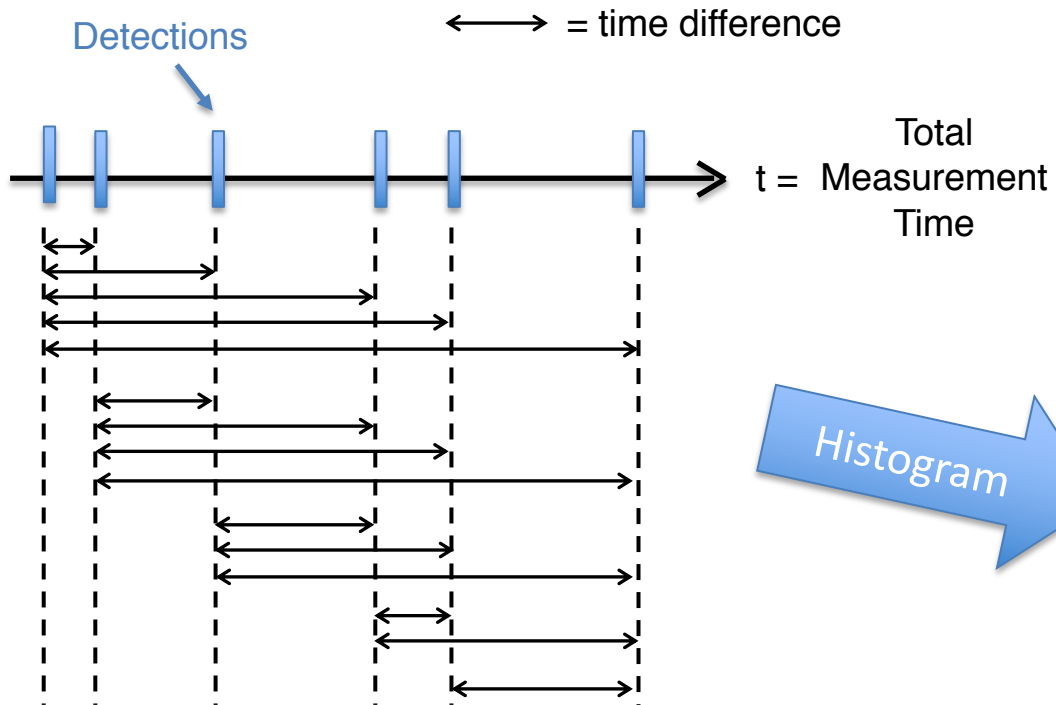 = time difference
Detections
Total
t = Measurement
Time
Histogram